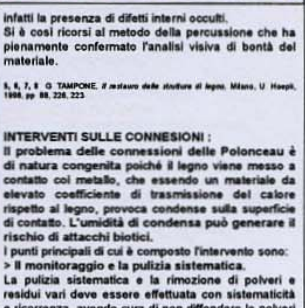 infatti la presenza di difetti interni occulti.
Si è così ricorsi al metodo della percussione che ha
pienamente confermato l'analisi visiva di bontà del
materiale.
5, 6, 7, 8 G TAMPONE, Il restauro delle strutture di legno, Milano, U. Hoepli,
1996, pp 88, 226, 223
INTERVENTI SULLE CONNESIONI :
Il problema delle connessioni delle Polonceau è
di natura congenita poiché il legno viene messo a
contatto col metallo, che essendo un materiale da
elevato coefficiente di trasmissione del calore
rispetto al legno, provoca condense sulla superficie
di contatto. L'umidità di condensa può generare il
rischio di attacchi biotici.
I punti principali di cui è composto l'intervento sono:
> Il monitoraggio e la pulizia sistematica.
La pulizia sistematica e la rimozione di polveri e
residui vari deve essere effettuata con sistematicità